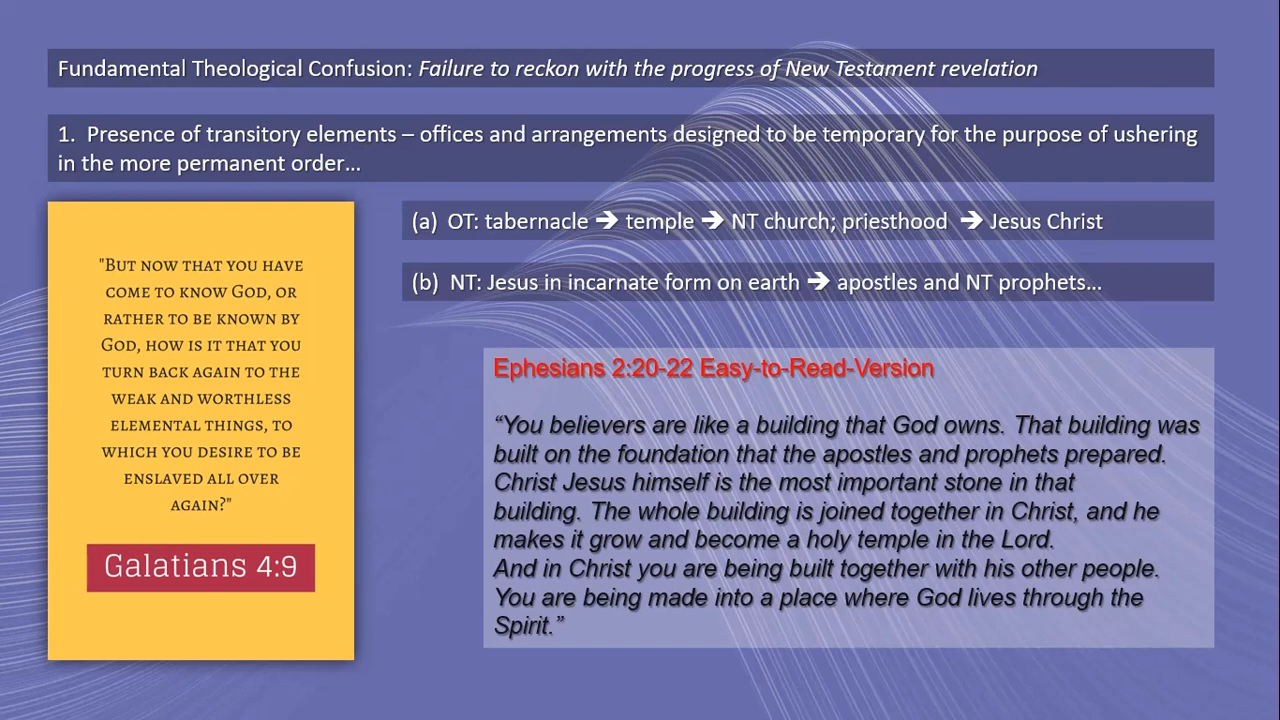 Fundamental Theological Confusion: Failure to reckon with the progress of New Testament revelation
1. Presence of transitory elements – offices and arrangements designed to be temporary for the purpose of ushering
in the more permanent order...
"But now that you have
come to know God, or
rather to be known by
God, how is it that you
turn back again to the
weak and worthless
elemental things, to
which you desire to be
enslaved all over
again?"
Galatians 4:9
(a) OT: tabernacle ➔ temple ➔ NT church; priesthood ➔ Jesus Christ
(b) NT: Jesus in incarnate form on earth ➔ apostles and NT prophets...
Ephesians 2:20-22 Easy-to-Read-Version
“You believers are like a building that God owns. That building was
built on the foundation that the apostles and prophets prepared.
Christ Jesus himself is the most important stone in that
building. The whole building is joined together in Christ, and he
makes it grow and become a holy temple in the Lord.
And in Christ you are being built together with his other people.
You are being made into a place where God lives through the
Spirit.”